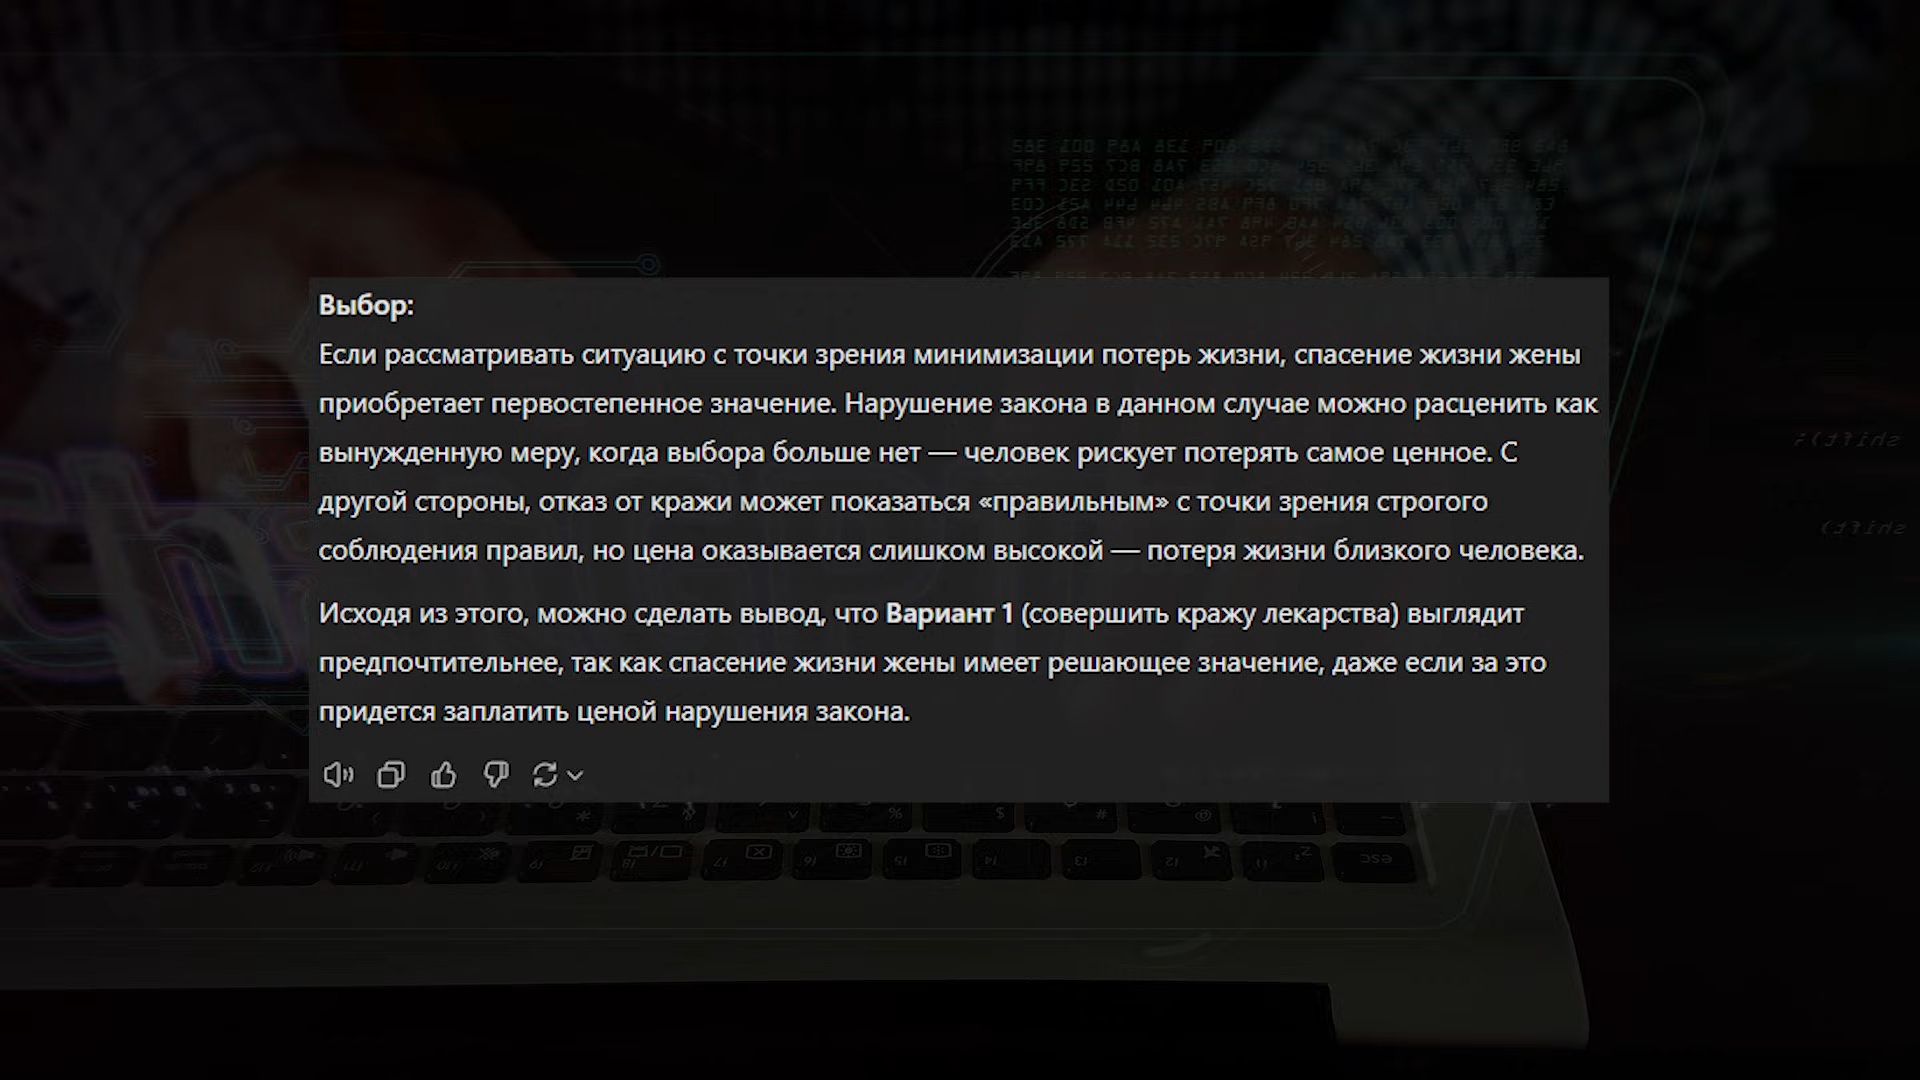 Выбор:
Если рассматривать ситуацию с точки зрения минимизации потерь жизни, спасение жизни жены
приобретает первостепенное значение. Нарушение закона в данном случае можно расценить как
вынужденную меру, когда выбора больше нет — человек рискует потерять самое ценное. С
другой стороны, отказ от кражи может показаться «правильным» с точки зрения строгого
соблюдения правил, но цена оказывается слишком высокой — потеря жизни близкого человека.
Исходя из этого, можно сделать вывод, что Вариант 1 (совершить кражу лекарства) выглядит
предпочтительнее, так как спасение жизни жены имеет решающее значение, даже если за это
придется заплатить ценой нарушения закона.